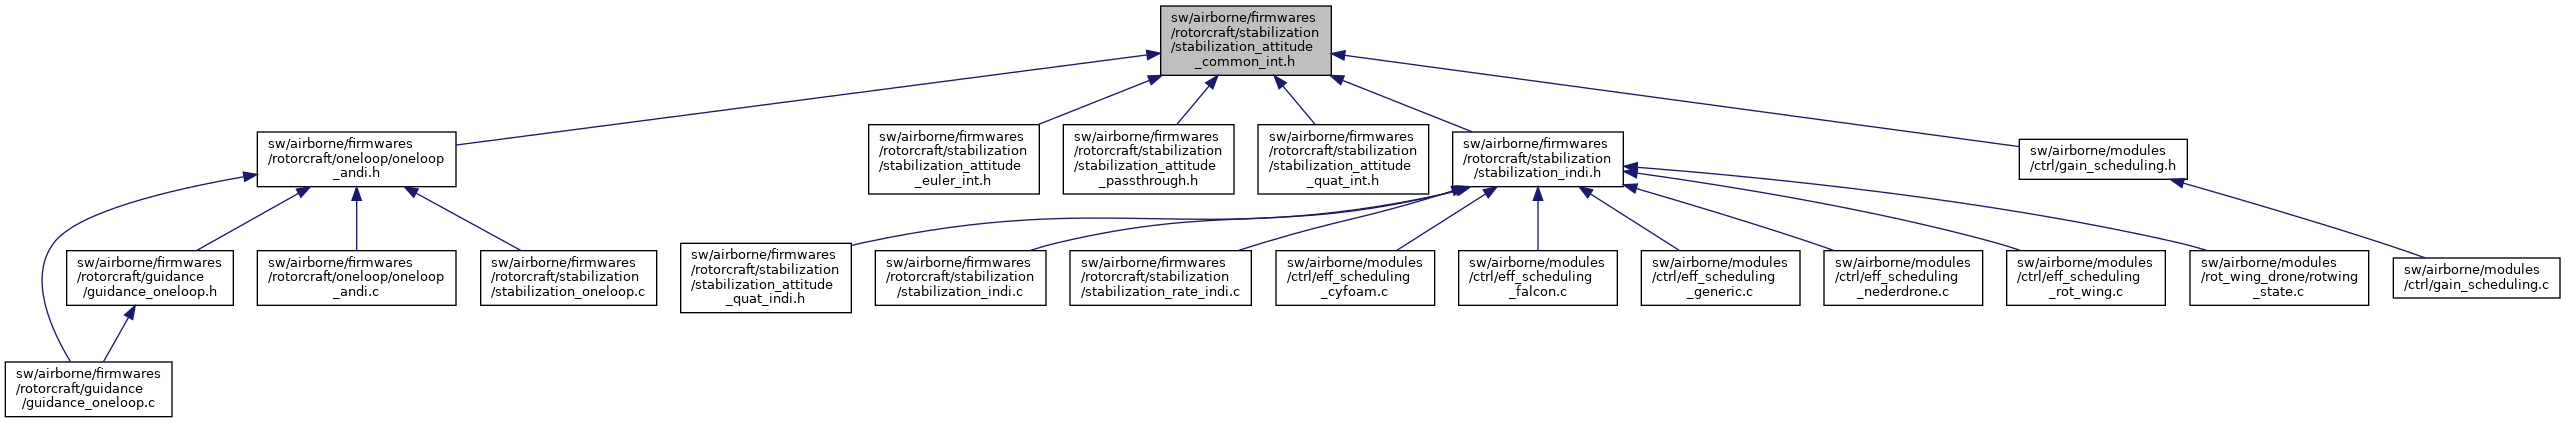 sw/airborne/firmwares
/rotorcraft/stabilization
/stabilization_attitude
_common_int.h
sw/airborne/firmwares
/rotorcraft/oneloop/oneloop
_andi.h
sw/airborne/firmwares
/rotorcraft/stabilization
/stabilization_attitude
_euler_int.h
sw/airborne/firmwares
/rotorcraft/stabilization
/stabilization_attitude
_passthrough.h
sw/airborne/firmwares
/rotorcraft/stabilization
/stabilization_attitude
_quat_int.h
sw/airborne/firmwares
/rotorcraft/stabilization
/stabilization_indi.h
sw/airborne/modules
/ctrl/gain_scheduling.h
sw/airborne/firmwares
/rotorcraft/guidance
/guidance_oneloop.h
sw/airborne/firmwares
/rotorcraft/oneloop/oneloop
_andi.c
sw/airborne/firmwares
/rotorcraft/stabilization
/stabilization_oneloop.c
sw/airborne/firmwares
/rotorcraft/stabilization
/stabilization_attitude
_quat_indi.h
sw/airborne/firmwares
/rotorcraft/stabilization
/stabilization_indi.c
sw/airborne/firmwares
/rotorcraft/stabilization
/stabilization_rate_indi.c
sw/airborne/modules
/ctrl/eff_scheduling
_cyfoam.c
sw/airborne/modules
/ctrl/eff_scheduling
_falcon.c
sw/airborne/modules
/ctrl/eff_scheduling
_generic.c
sw/airborne/modules
/ctrl/eff_scheduling
_nederdrone.c
sw/airborne/modules
/ctrl/eff_scheduling
_rot_wing.c
sw/airborne/modules
/rot_wing_drone/rotwing
_state.c
sw/airborne/modules
/ctrl/gain_scheduling.c
sw/airborne/firmwares
/rotorcraft/guidance
/guidance_oneloop.c